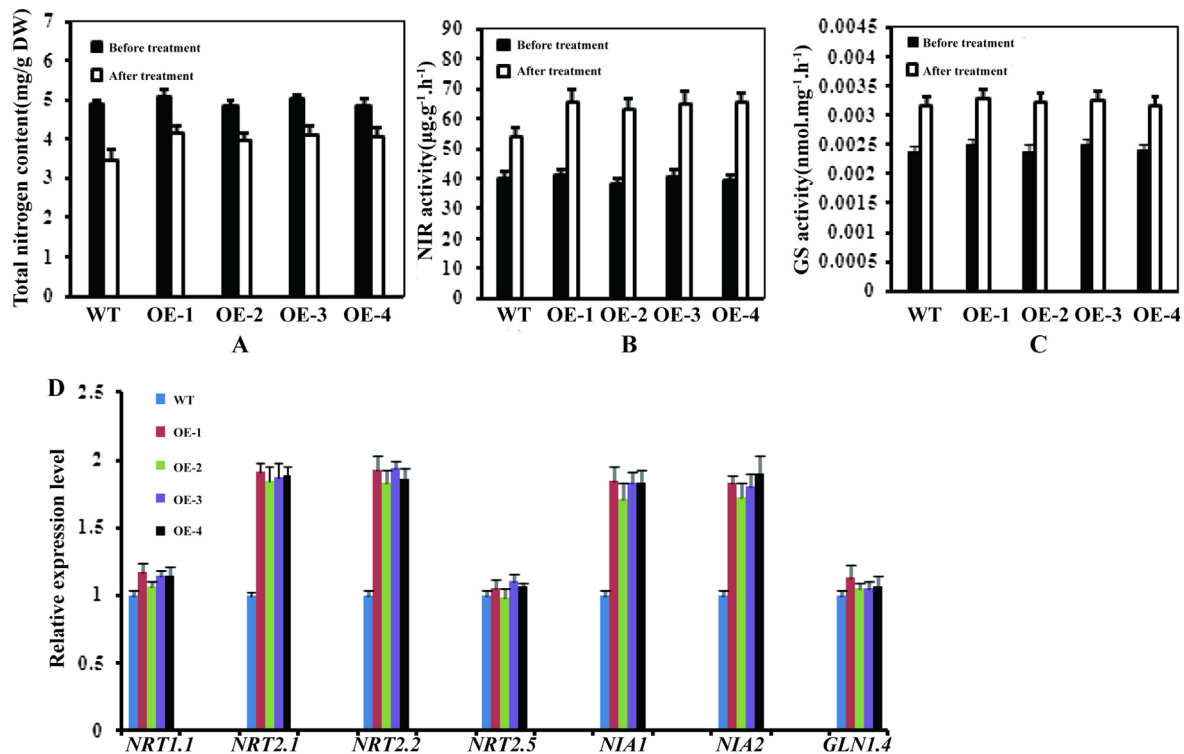 Total nitrogen content(mg/g DW)
7
6
5
4
3
2
1
0
Before treatment
After treatment
WT OE-1 OE-2 OE-3 OE-4
A
NIR activity(µg.g⁻¹.h⁻¹)
90
80
70
60
50
40
30
20
10
0
Before treatment
After treatment
WT OE-1 OE-2 OE-3 OE-4
B
GS activity(nmol.mg⁻¹.h⁻¹)
0.0045
0.004
0.0035
0.003
0.0025
0.002
0.0015
0.001
0.0005
0
Before treatment
After treatment
WT OE-1 OE-2 OE-3 OE-4
C
D
Relative expression level
2.5
2
1.5
1
0.5
0
WT
OE-1
OE-2
OE-3
OE-4
NRT1.1 NRT2.1 NRT2.2 NRT2.5 NIA1 NIA2 GLN1.4